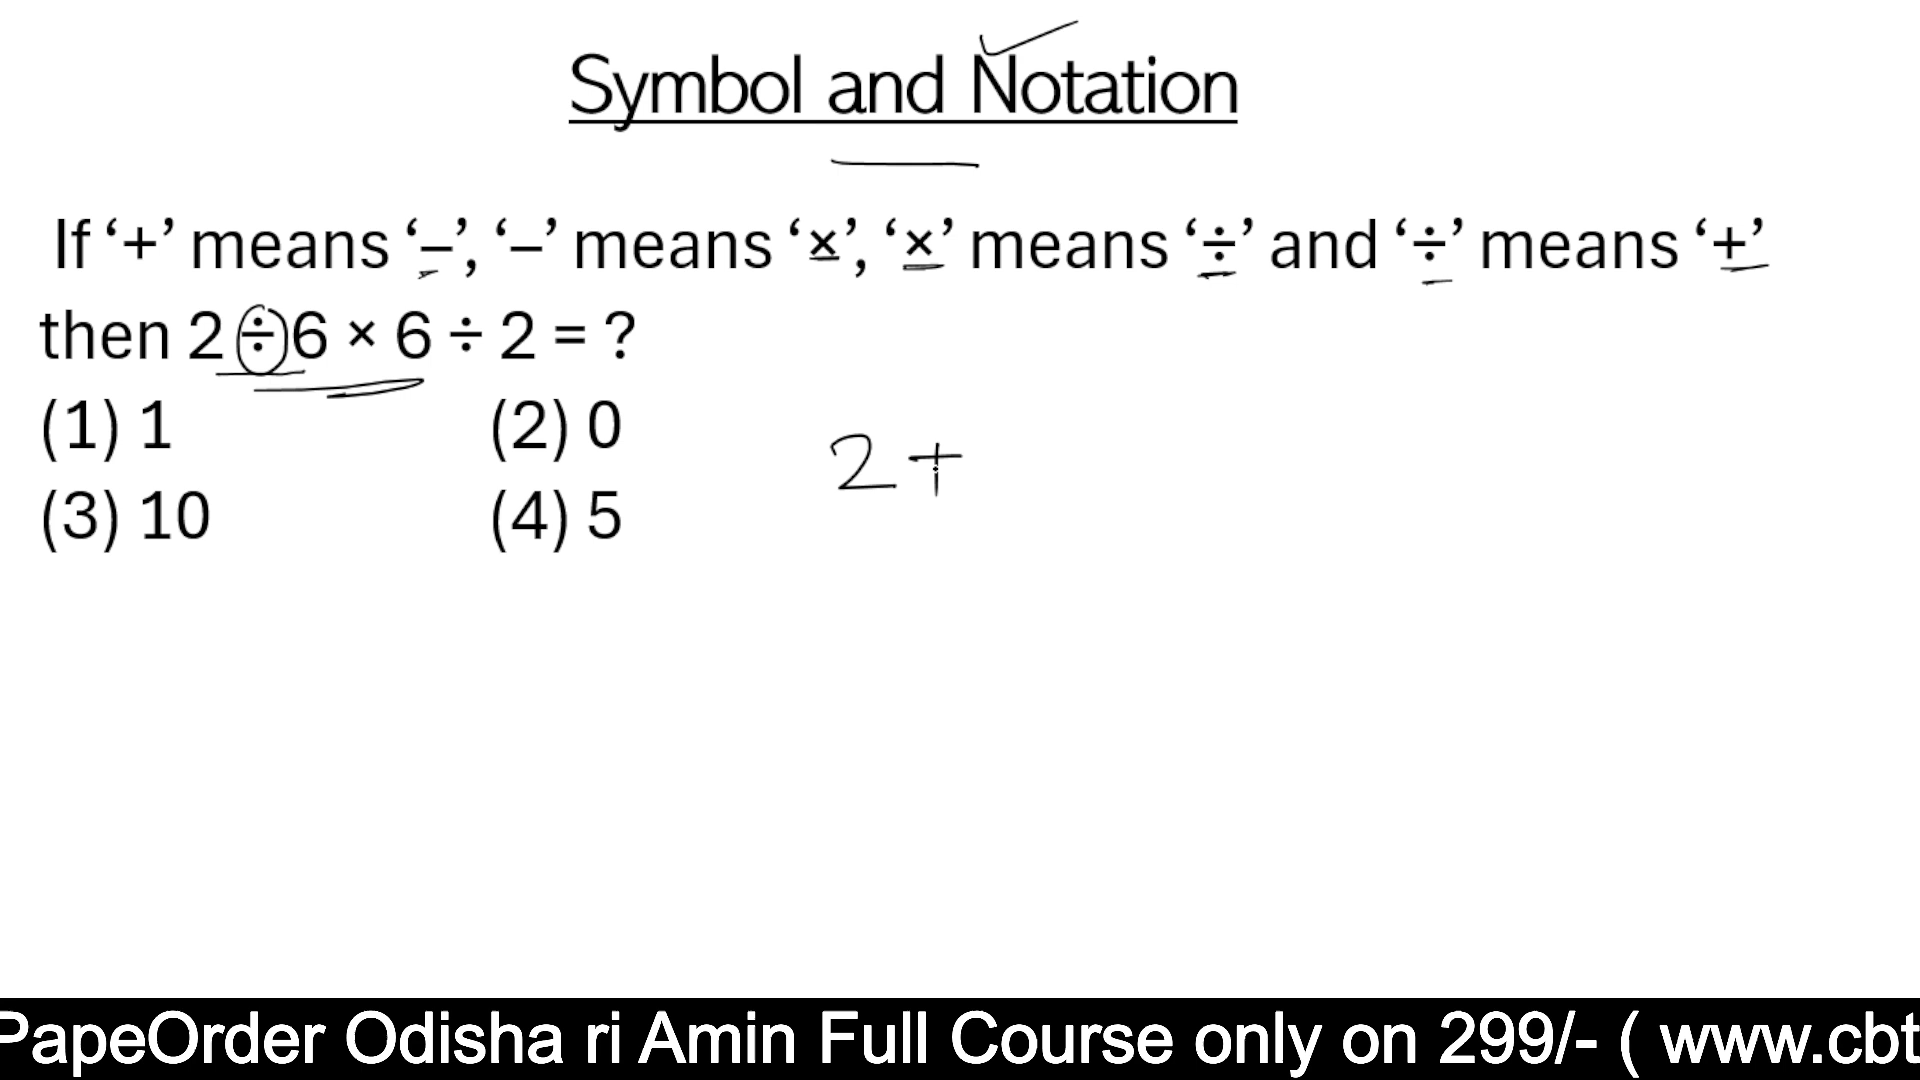 Symbol and Notation
If ‘+’ means ‘–’, ‘–’ means ‘×’, ‘×’ means ‘÷’ and ‘÷’ means ‘+’
then 2 ÷ 6 × 6 ÷ 2 = ?
(1) 1 (2) 0
2 +
(3) 10 (4) 5
PapeOrder Odisha ri Amin Full Course only on 299/- ( www.cbt